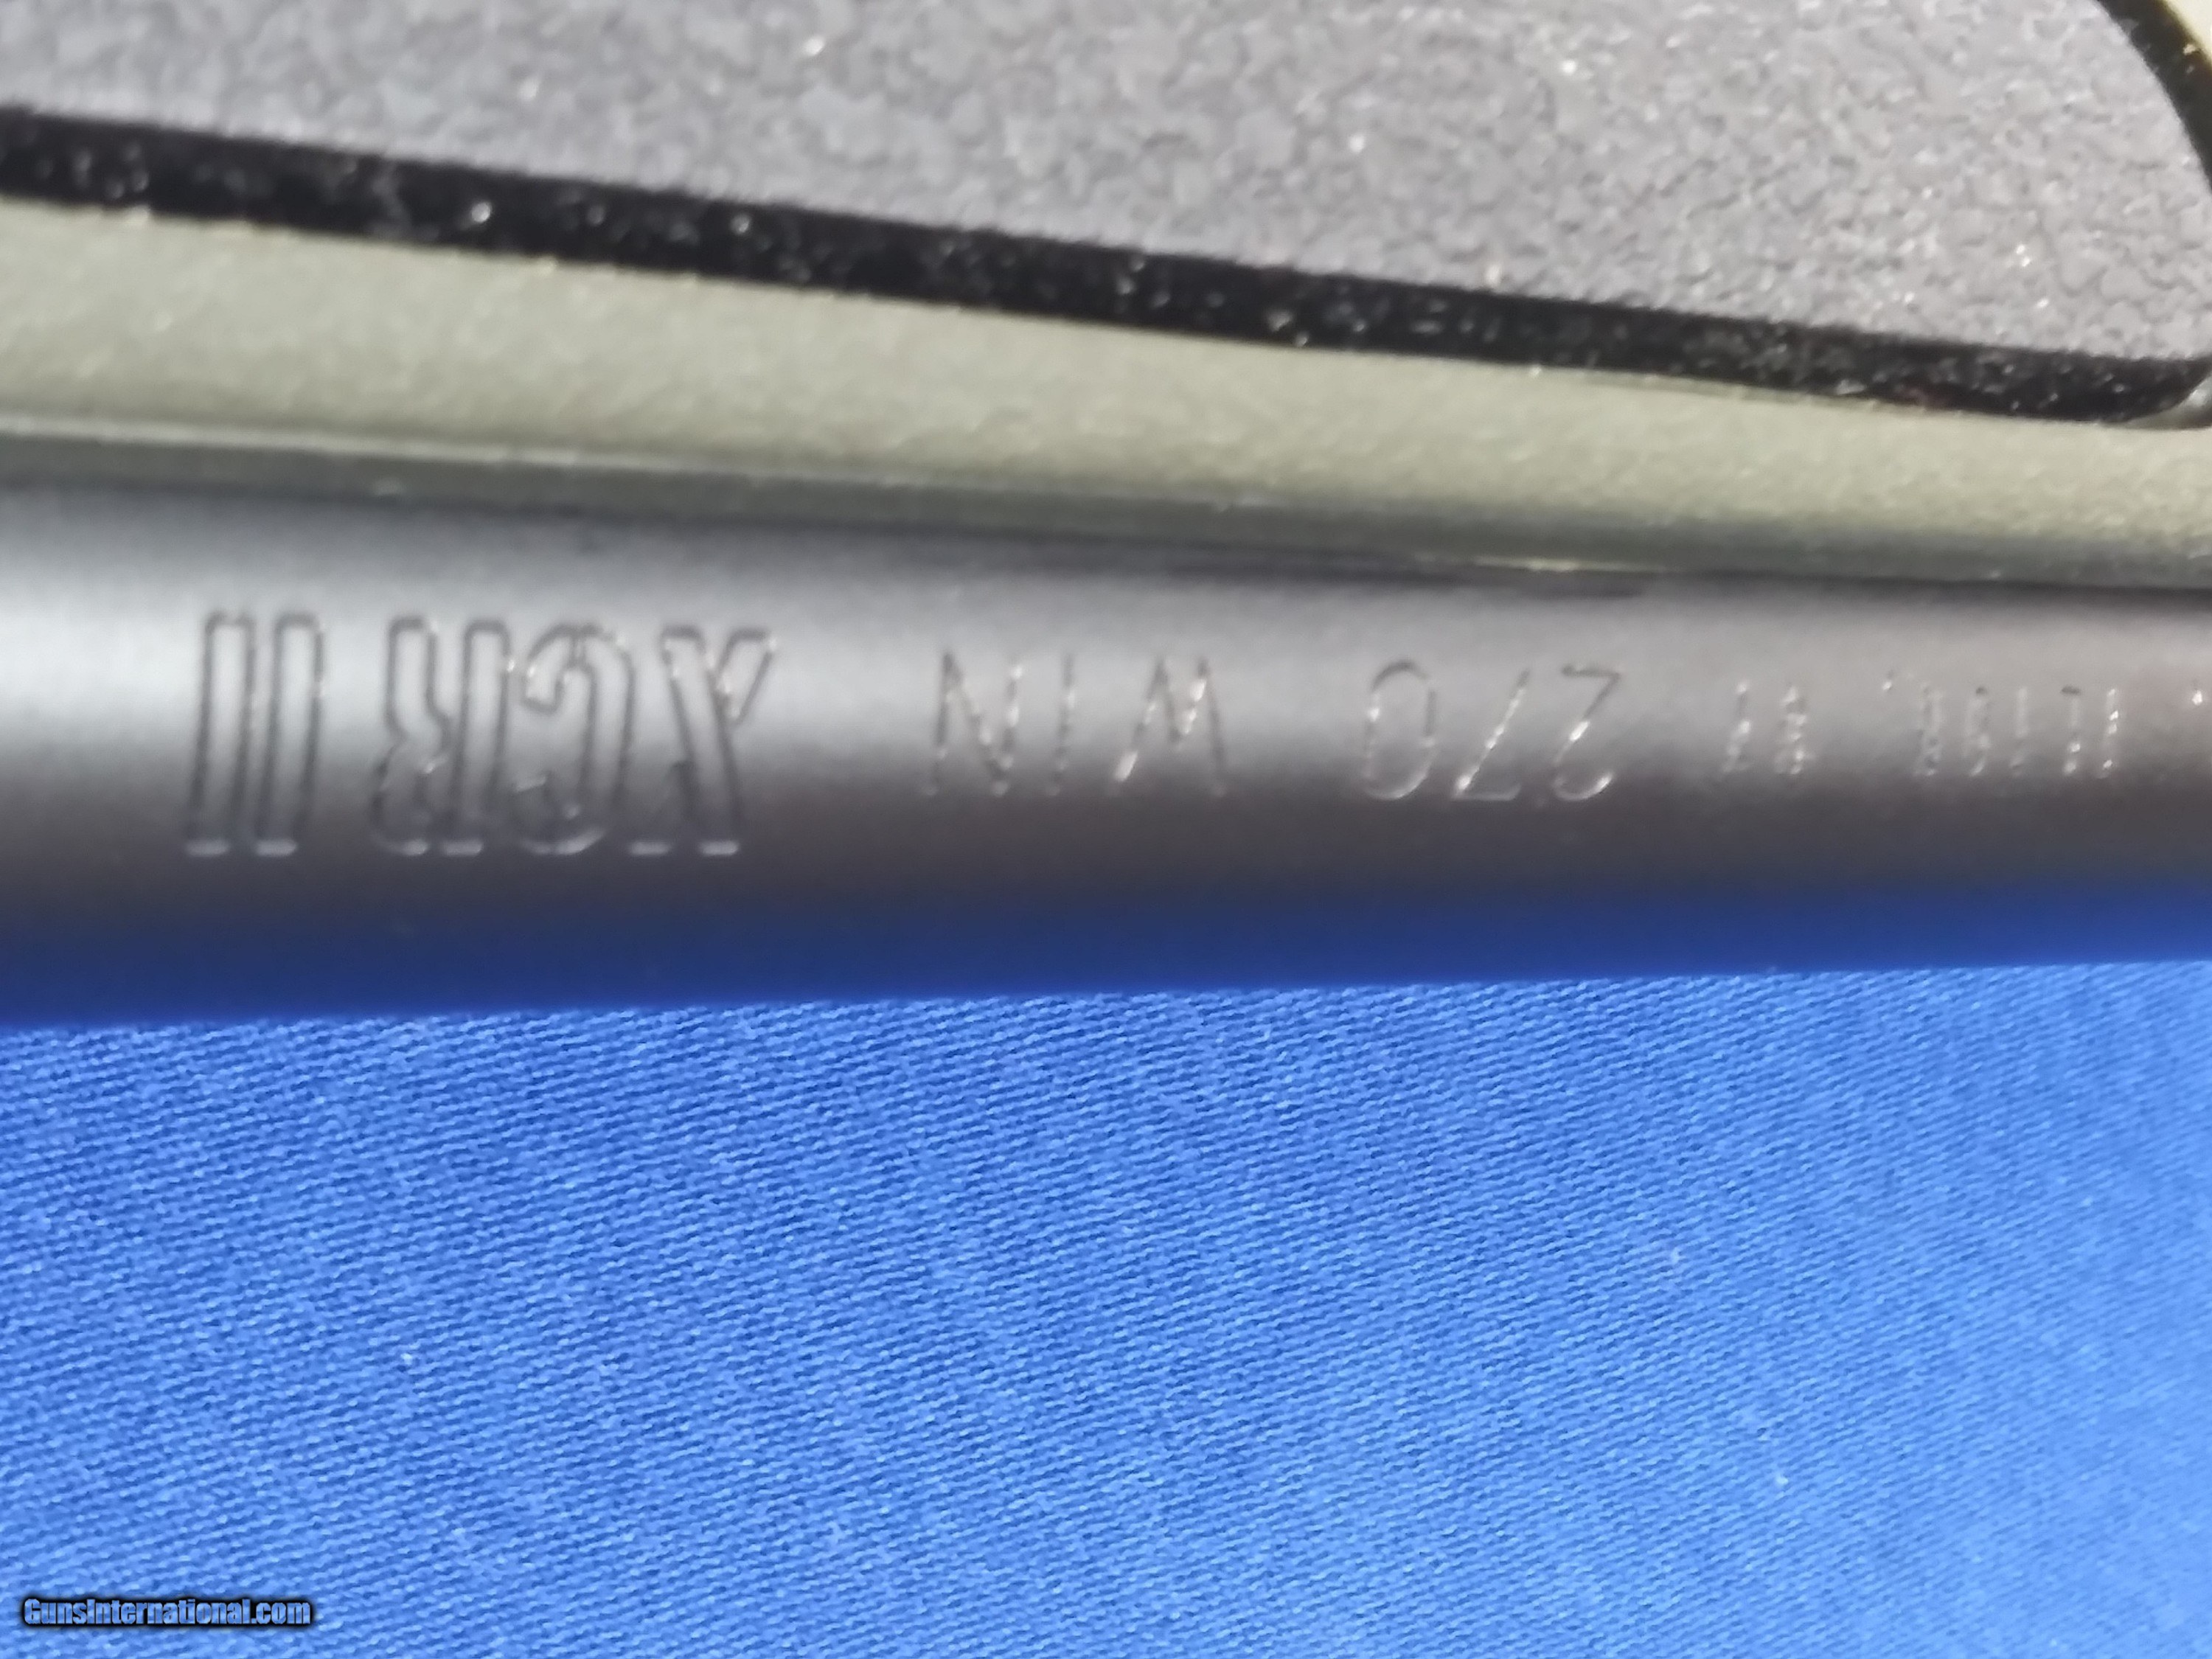 270 WIN XCR II
GunsInternational.com